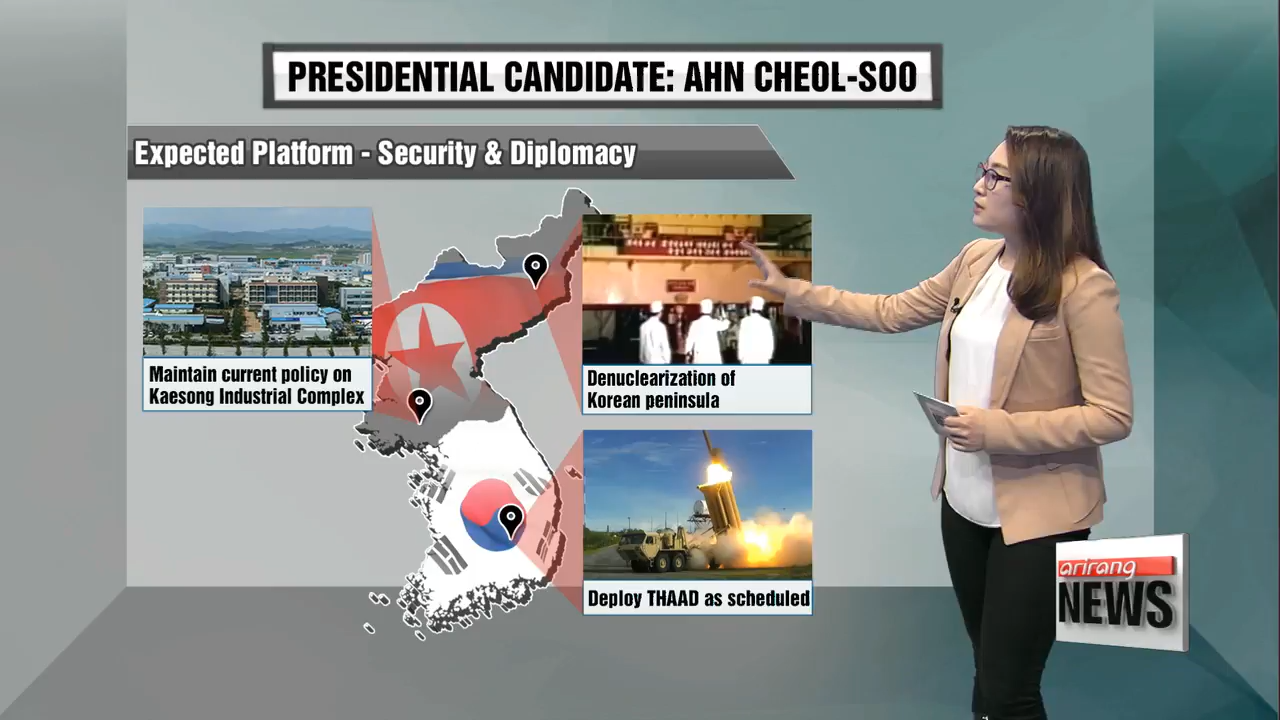 PRESIDENTIAL CANDIDATE: AHN CHEOL-SOO
Expected Platform - Security & Diplomacy
Maintain current policy on
Kaesong Industrial Complex
Denuclearization of
Korean peninsula
Deploy THAAD as scheduled
arirang
NEWS